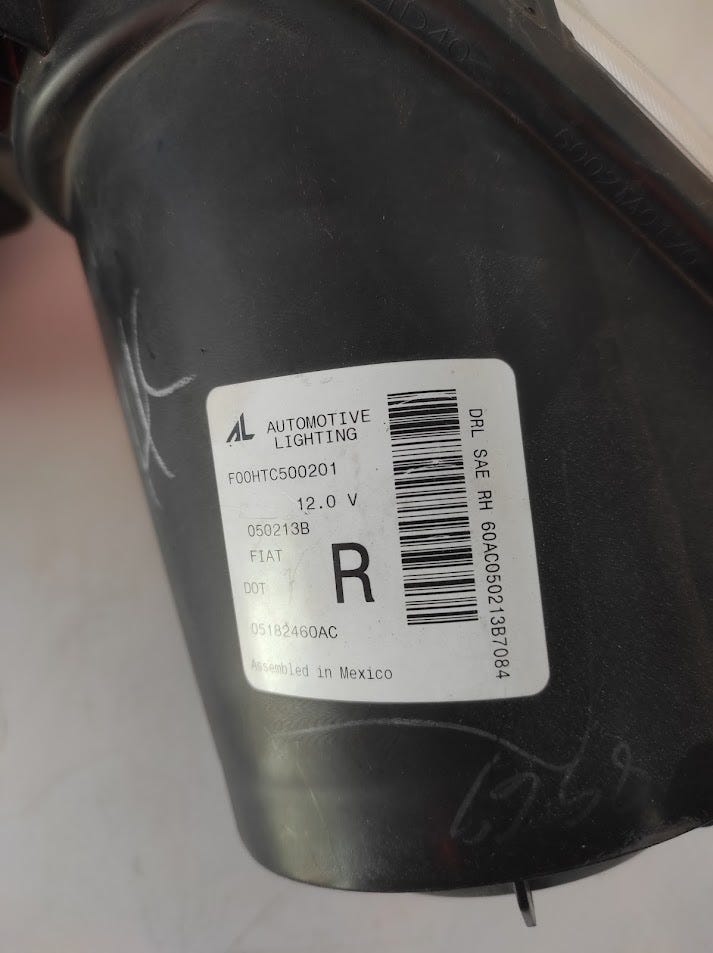 AL AUTOMOTIVE
LIGHTING
F00HTC500201
12.0 V
050213B
FIAT
DOT
R
05182460AC
Assembled in Mexico
DRL SAE RH 60AC050213B7084